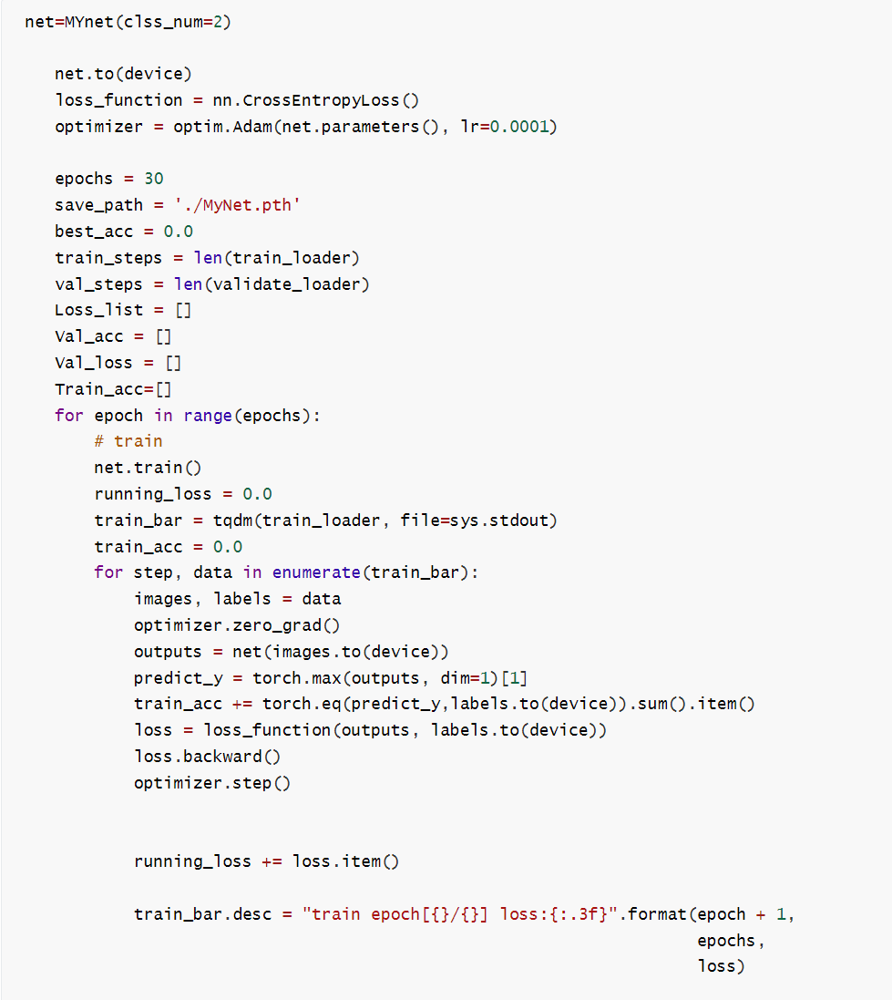 net=MYnet(clss_num=2)
net.to(device)
loss_function = nn.CrossEntropyLoss()
optimizer = optim.Adam(net.parameters(), lr=0.0001)
epochs = 30
save_path = './MyNet.pth'
best_acc = 0.0
train_steps = len(train_loader)
val_steps = len(validate_loader)
Loss_list = []
Val_acc = []
Val_loss = []
Train_acc=[]
for epoch in range(epochs):
# train
net.train()
running_loss = 0.0
train_bar = tqdm(train_loader, file=sys.stdout)
train_acc = 0.0
for step, data in enumerate(train_bar):
images, labels = data
optimizer.zero_grad()
outputs = net(images.to(device))
predict_y = torch.max(outputs, dim=1)[1]
train_acc += torch.eq(predict_y,labels.to(device)).sum().item()
loss = loss_function(outputs, labels.to(device))
loss.backward()
optimizer.step()
running_loss += loss.item()
train_bar.desc = "train epoch[{}/{}] loss:{:.3f}".format(epoch + 1,
epochs,
loss)